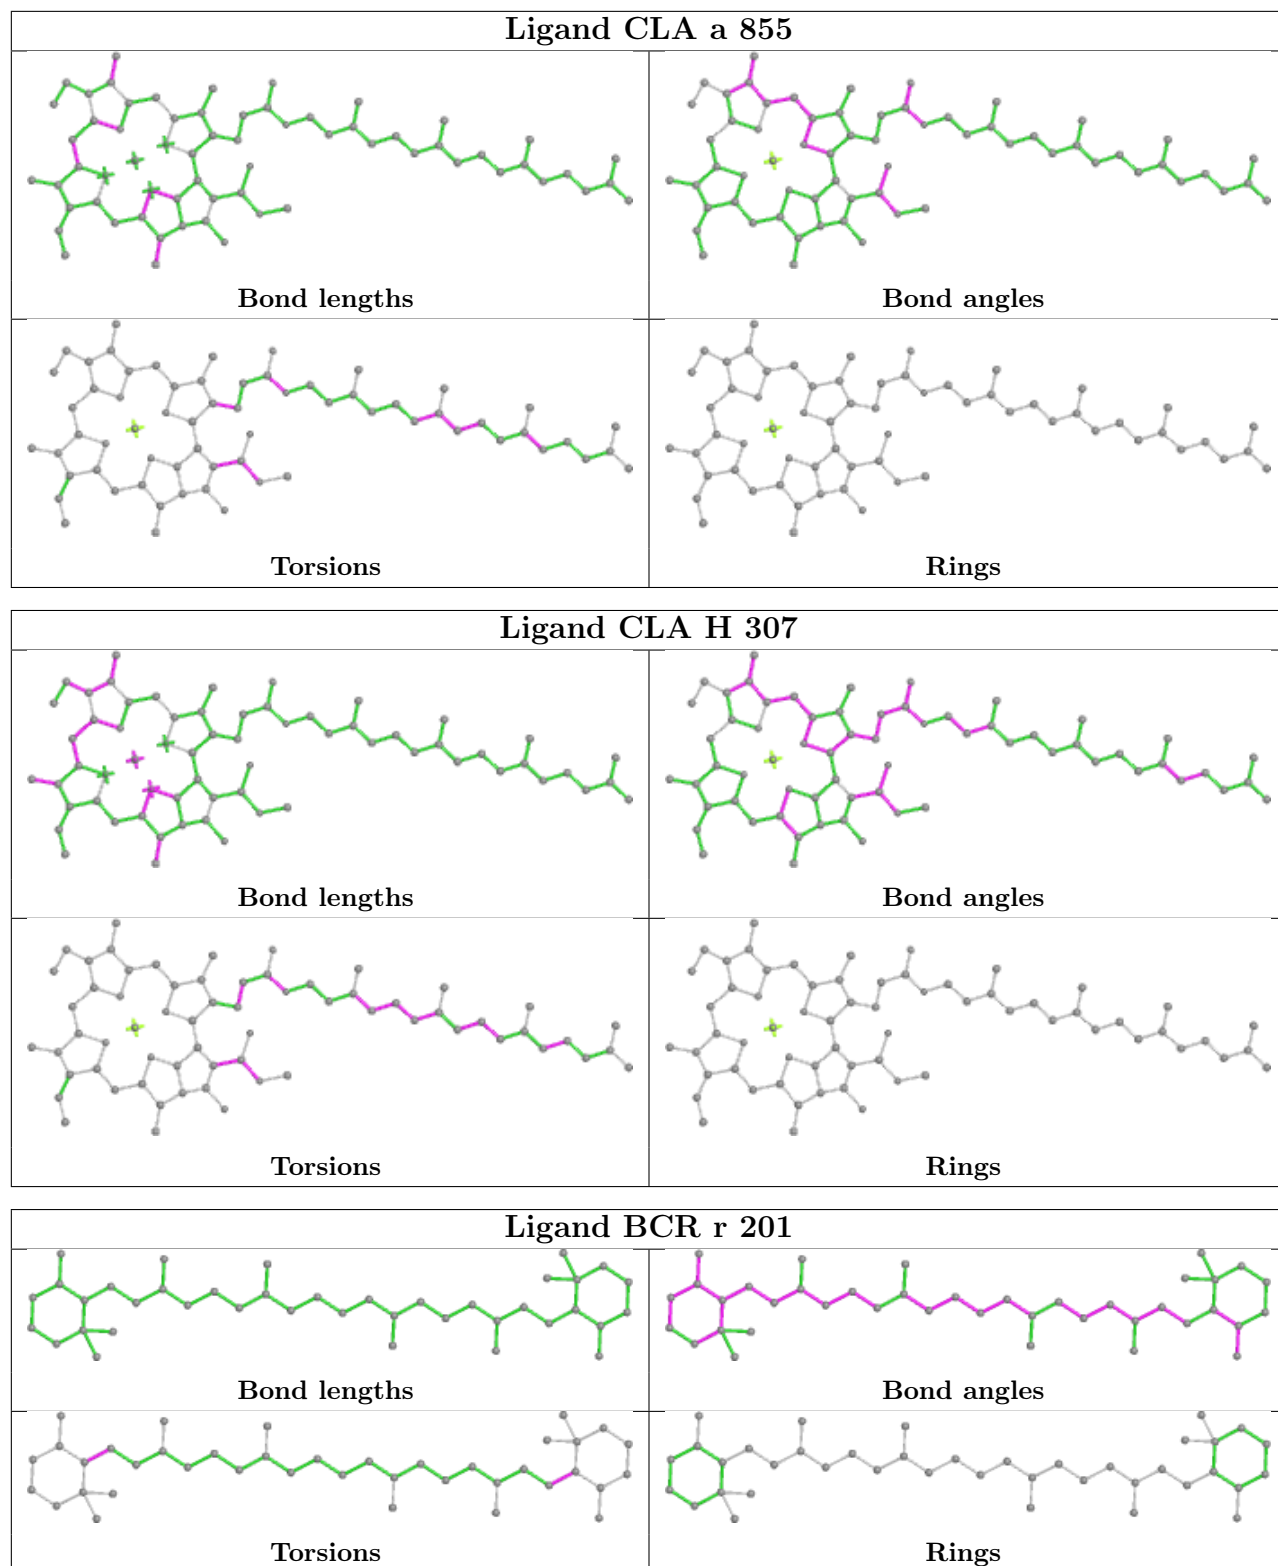 Ligand CLA a 855
Bond lengths
Bond angles
Torsions
Rings
Ligand CLA H 307
Bond lengths
Bond angles
Torsions
Rings
Ligand BCR r 201
Bond lengths
Bond angles
Torsions
Rings